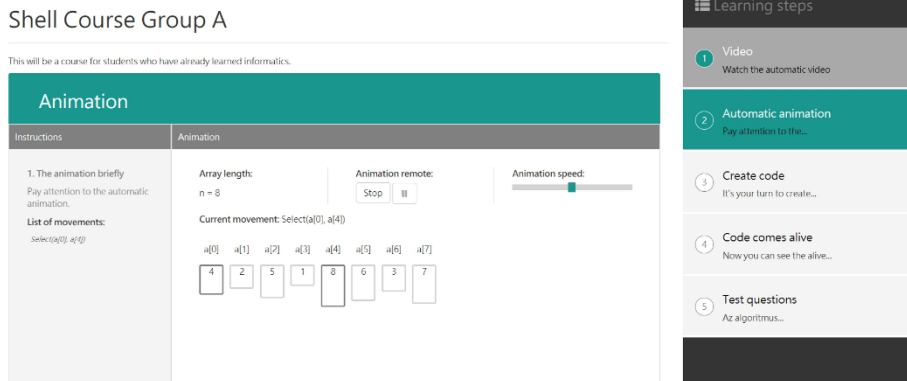 Shell Course Group A
This will be a course for students who have already learned informatics.
Animation
Instructions
Animation
1. The animation briefly
Pay attention to the automatic
animation.
List of movements:
Select(a[0], a[4])
Array length:
n = 8
Animation remote:
Stop
Animation speed:
Current movement: Select(a[0], a[4])
a[0] a[1] a[2] a[3] a[4] a[5] a[6] a[7]
4 2 5 1 8 6 3 7
Learning steps
1 Video
Watch the automatic video
2 Automatic animation
Pay attention to the...
3 Create code
It's your turn to create...
4 Code comes alive
Now you can see the alive...
5 Test questions
Az algoritmus...